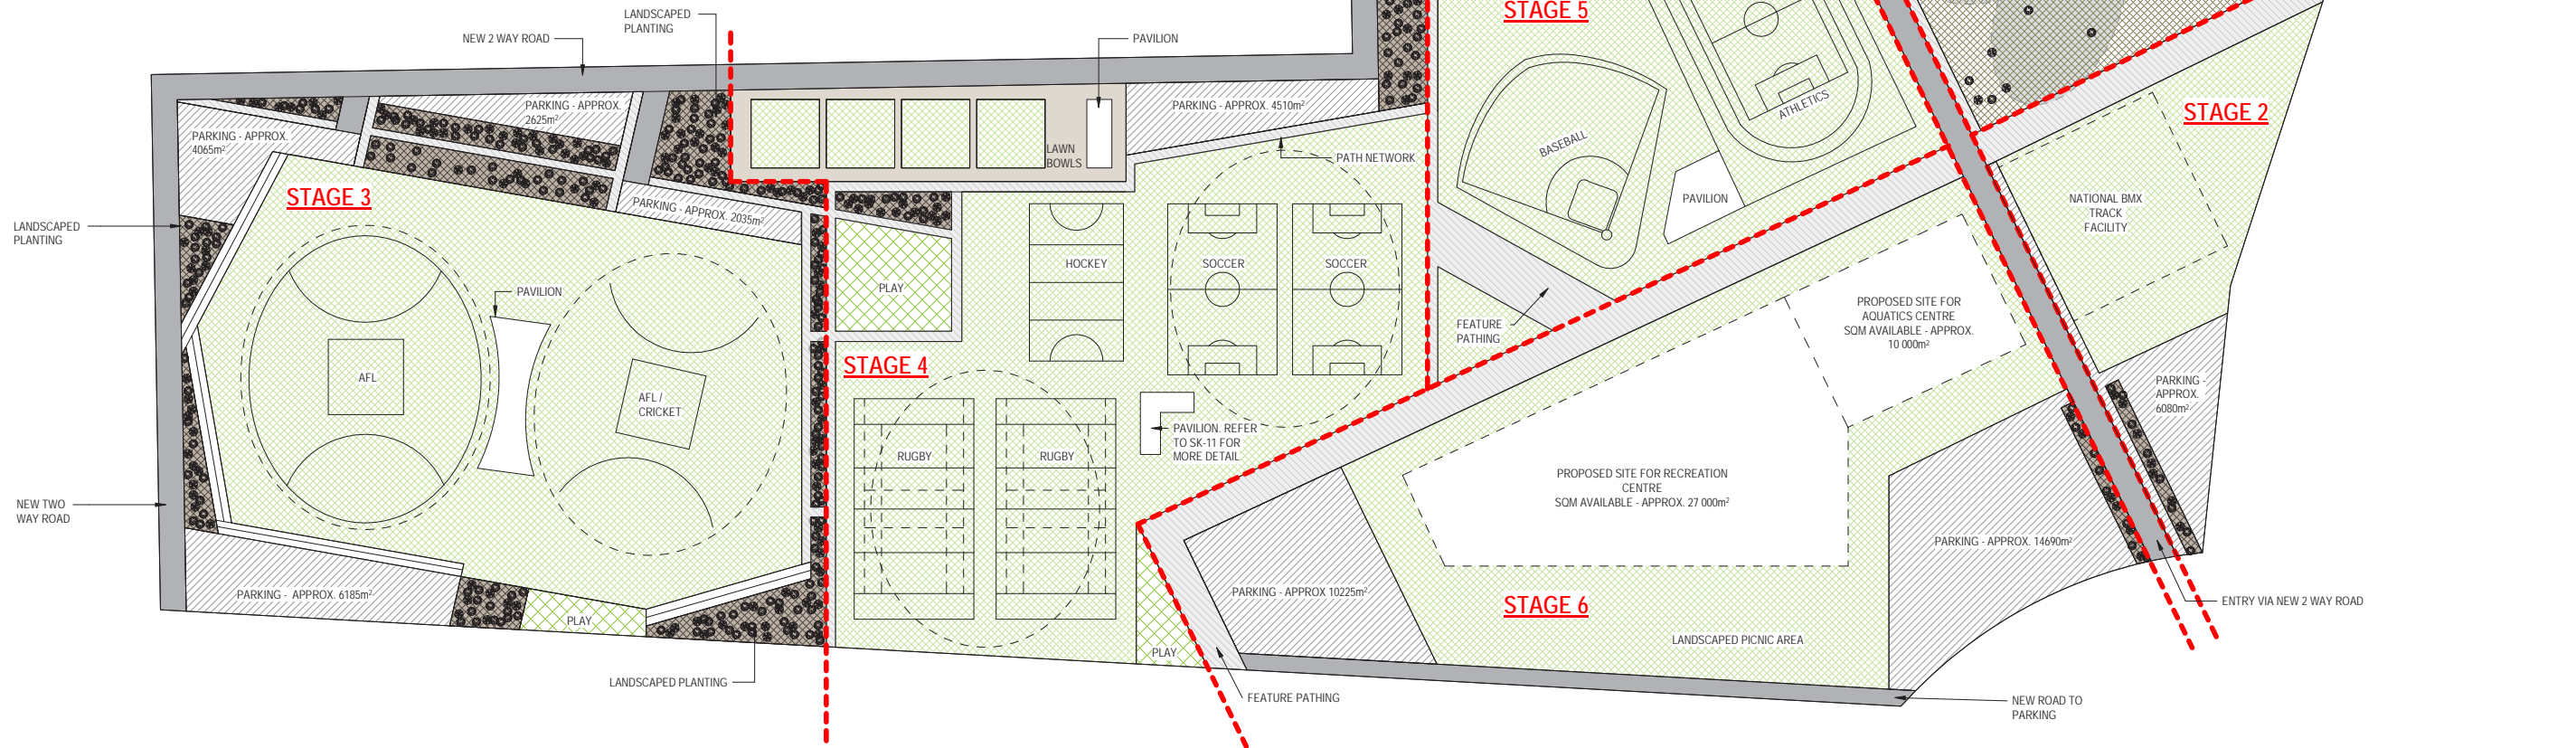 LANDSCAPED
PLANTING
NEW 2 WAY ROAD
PAVILION
STAGE 5
STAGE 2
PARKING - APPROX.
2625m²
PARKING - APPROX.
4065m²
PARKING - APPROX. 4510m²
LAWN
BOWLS
PATH NETWORK
BASEBALL
ATHLETICS
PAVILION
NATIONAL BMX
TRACK
FACILITY
STAGE 3
PARKING - APPROX. 2035m²
LANDSCAPED
PLANTING
PAVILION
PLAY
HOCKEY
SOCCER
SOCCER
FEATURE
PATHING
PROPOSED SITE FOR
AQUATICS CENTRE
SQM AVAILABLE - APPROX.
10 000m²
STAGE 4
AFL
AFL /
CRICKET
PARKING -
APPROX.
6080m²
PAVILION. REFER
TO SK-11 FOR
MORE DETAIL
RUGBY
RUGBY
PROPOSED SITE FOR RECREATION
CENTRE
SQM AVAILABLE - APPROX. 27 000m²
NEW TWO
WAY ROAD
PARKING - APPROX. 14690m²
PARKING - APPROX. 6185m²
PLAY
PARKING - APPROX 10225m²
STAGE 6
ENTRY VIA NEW 2 WAY ROAD
LANDSCAPED PICNIC AREA
PLAY
LANDSCAPED PLANTING
FEATURE PATHING
NEW ROAD TO
PARKING